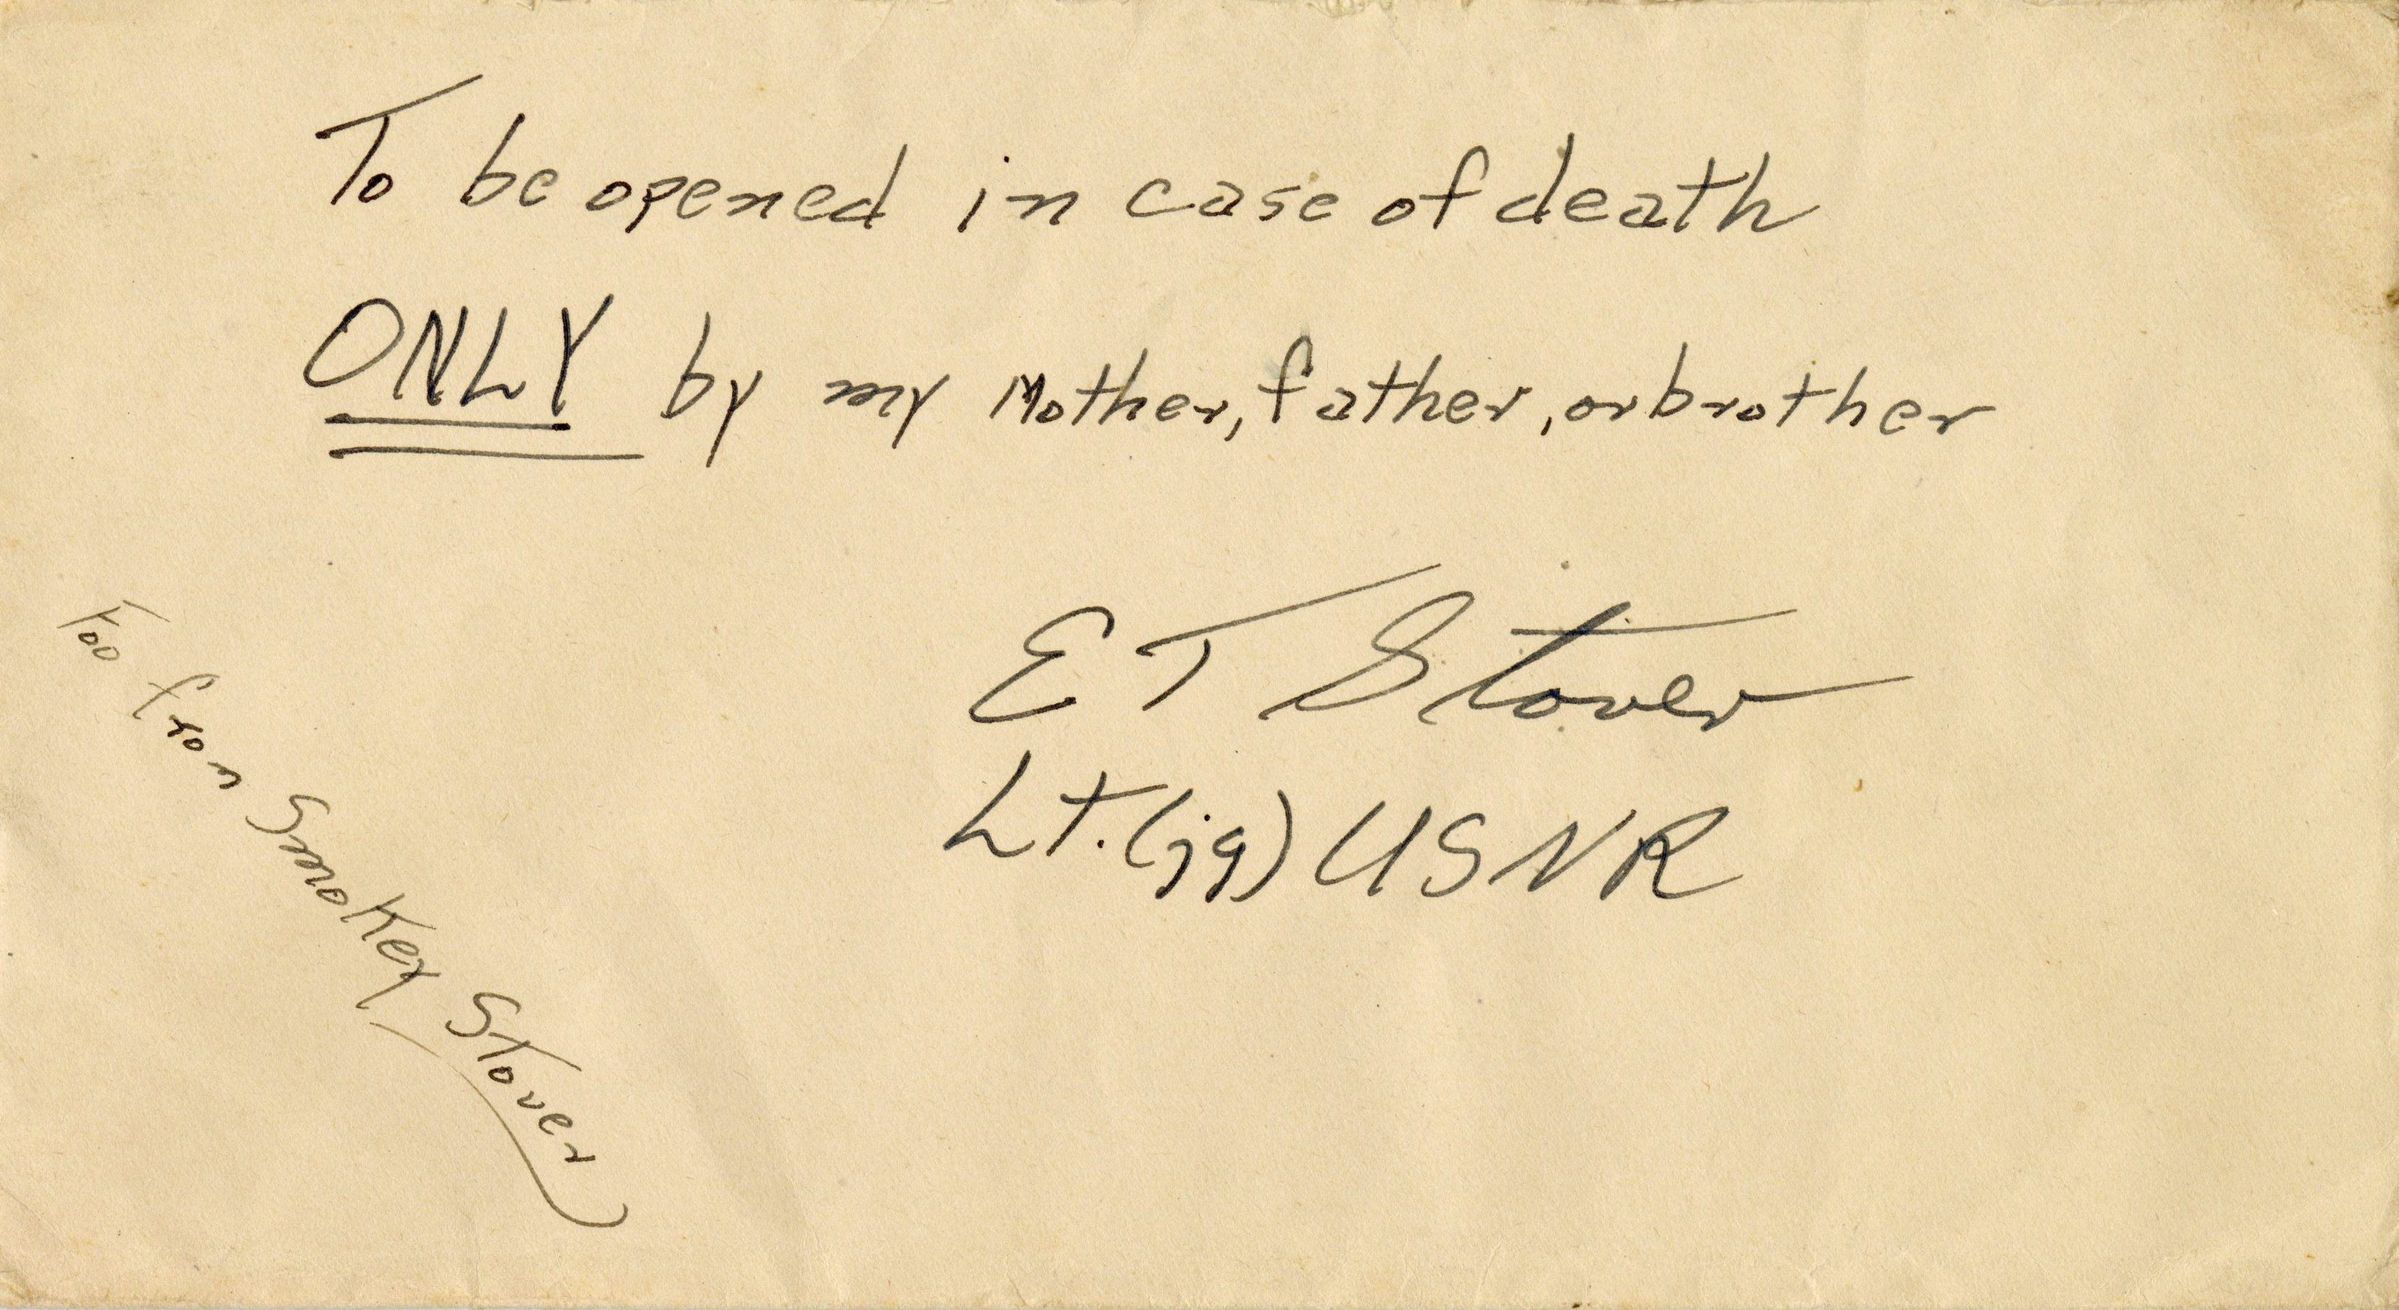 To be opened in case of death
ONLY by my Mother, father, or brother
E T Stover
Lt. (jg) USNR
Foo from Smokey Stover